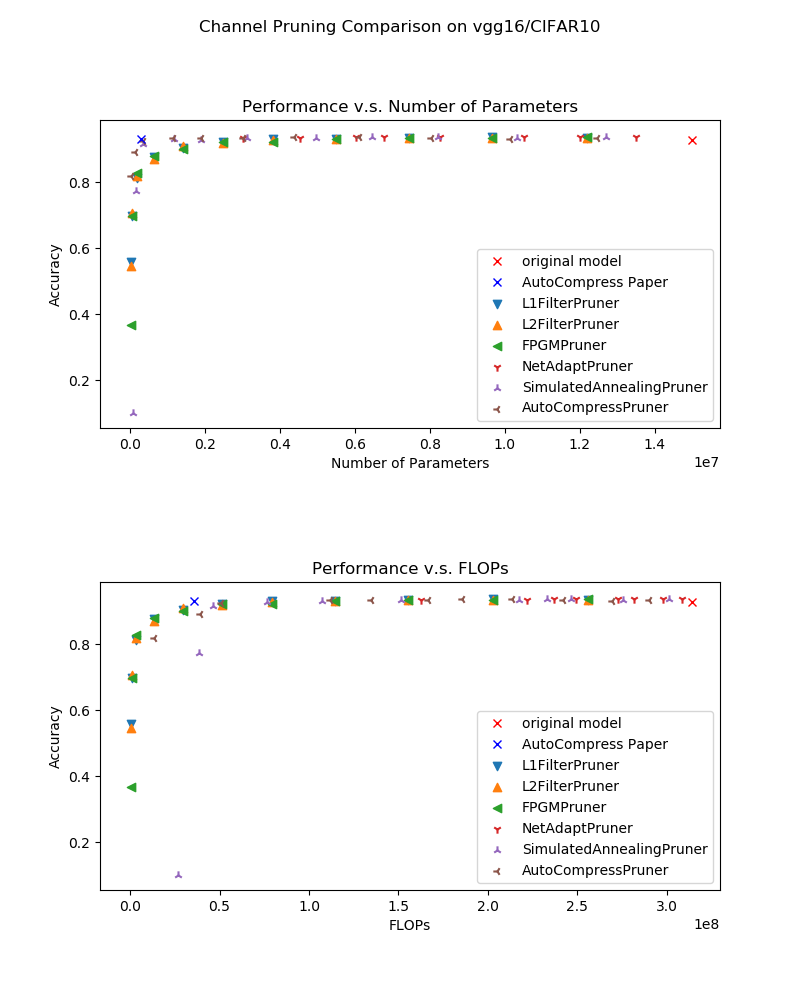 Channel Pruning Comparison on vgg16/CIFAR10
Performance v.s. Number of Parameters
Accuracy
0.8
0.6
0.4
0.2
original model
AutoCompress Paper
L1FilterPruner
L2FilterPruner
FPGMPruner
NetAdaptPruner
SimulatedAnnealingPruner
AutoCompressPruner
0.0 0.2 0.4 0.6 0.8 1.0 1.2 1.4
1e7
Number of Parameters
Performance v.s. FLOPs
Accuracy
0.8
0.6
0.4
0.2
original model
AutoCompress Paper
L1FilterPruner
L2FilterPruner
FPGMPruner
NetAdaptPruner
SimulatedAnnealingPruner
AutoCompressPruner
0.0 0.5 1.0 1.5 2.0 2.5 3.0
1e8
FLOPs